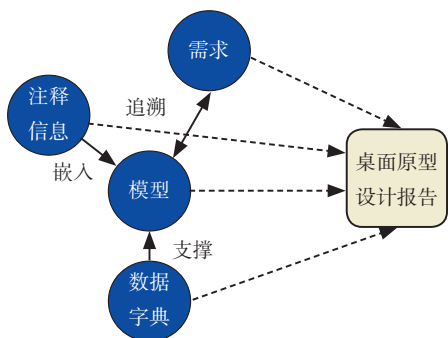 需求
注释
信息
追溯
嵌入
模型
桌面原型
设计报告
支撑
数据
字典